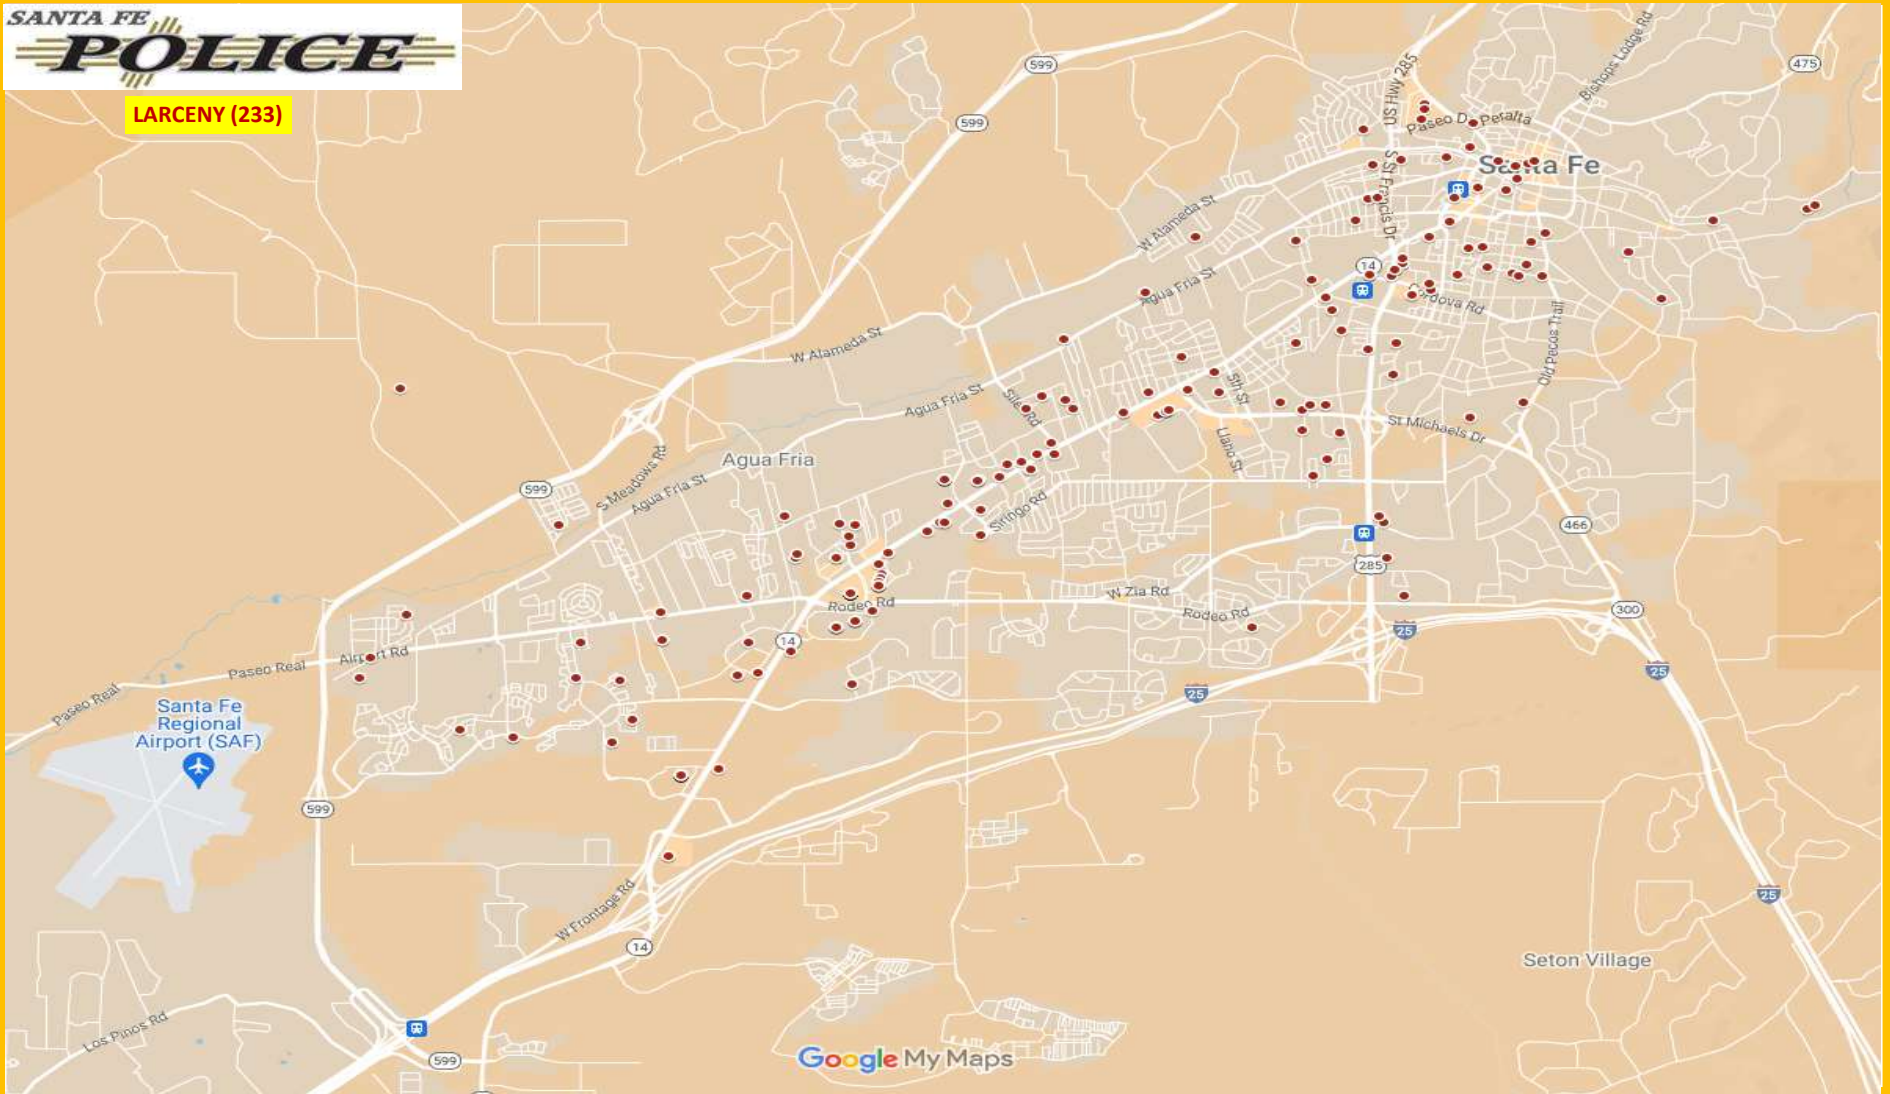 SANTA FE
POLICE
LARCENY (233)
599
475
US Hwy 285
Bishops Lodge Rd
599
Paseo D
Peralta
Santa Fe
S St Francis Dr
W Alameda St
14
Agua Fria St
Cordova Rd
Old Pecos Trail
W Alameda St
5th St
Agua Fria St
Siler Rd
St Michaels Dr
Llano St
Agua Fria
S Meadows Rd
599
Agua Fria St
Siringo Rd
466
285
W Zia Rd
Rodeo Rd
Rodeo Rd
300
25
14
Airport Rd
Paseo Real
25
25
Paseo Real
Santa Fe
Regional
Airport (SAF)
599
W Frontage Rd
25
14
Seton Village
Los Pinos Rd
599
Google My Maps